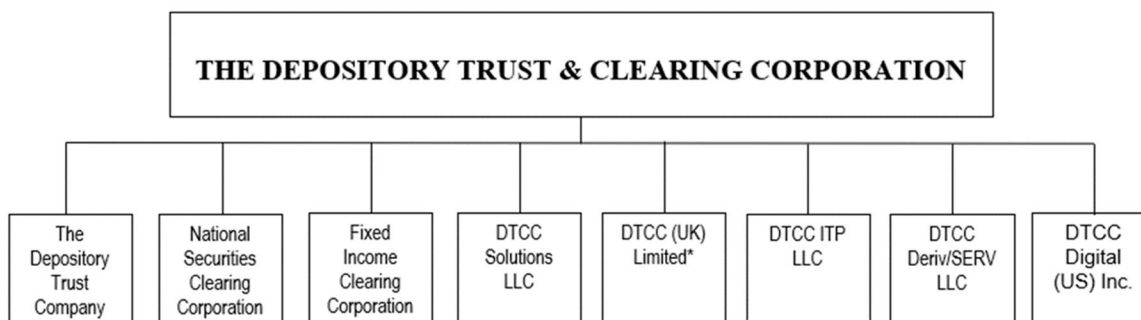 THE DEPOSITORY TRUST & CLEARING CORPORATION
The
Depository
Trust
Company
National
Securities
Clearing
Corporation
Fixed
Income
Clearing
Corporation
DTCC
Solutions
LLC
DTCC (UK)
Limited*
DTCC ITP
LLC
DTCC
Deriv/SERV
LLC
DTCC
Digital
(US) Inc.